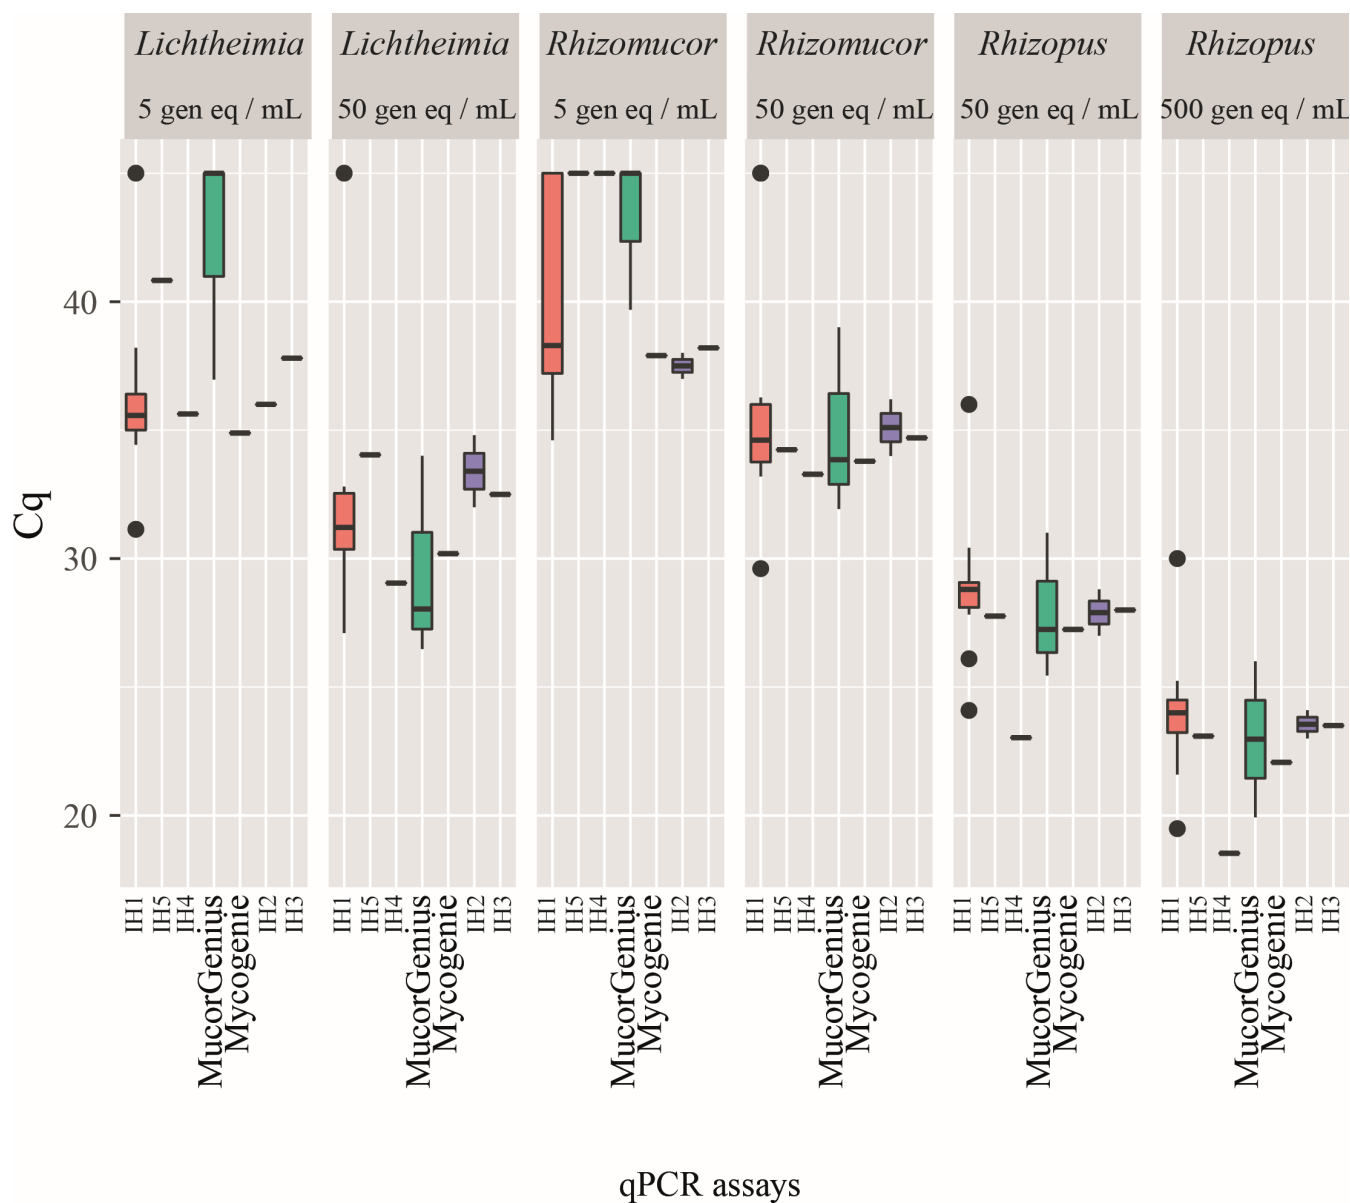 Lichtheimia Lichtheimia Rhizomucor Rhizomucor Rhizopus Rhizopus
5 gen eq / mL 50 gen eq / mL 5 gen eq / mL 50 gen eq / mL 50 gen eq / mL 500 gen eq / mL
Cq
40
30
20
IH1 IH5 IH4 MucorGenius Mycogenie IH2 IH3 IH1 IH5 IH4 MucorGenius Mycogenie IH2 IH3 IH1 IH5 IH4 MucorGenius Mycogenie IH2 IH3 IH1 IH5 IH4 MucorGenius Mycogenie IH2 IH3 IH1 IH5 IH4 MucorGenius Mycogenie IH2 IH3 IH1 IH5 IH4 MucorGenius Mycogenie IH2 IH3
qPCR assays